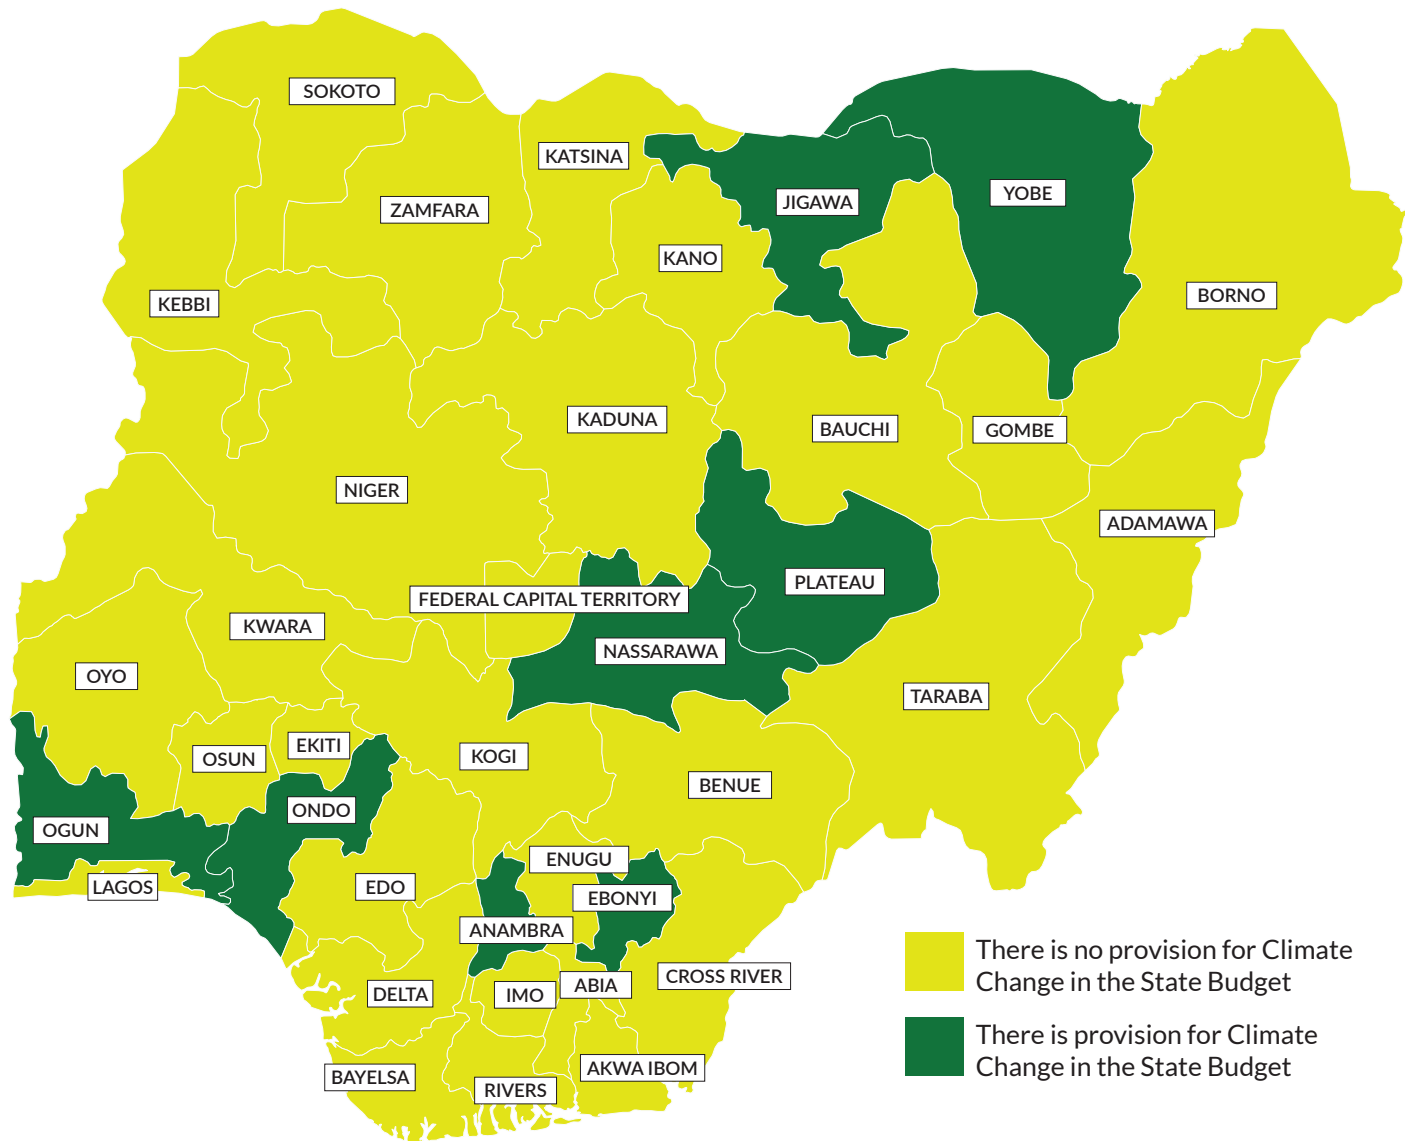 SOKOTO
KATSINA
JIGAWA
YOBE
ZAMFARA
KANO
KEBBI
BORNO
KADUNA
BAUCHI
GOMBE
NIGER
ADAMAWA
PLATEAU
FEDERAL CAPITAL TERRITORY
KWARA
NASSARAWA
OYO
TARABA
EKITI
OSUN
KOGI
BENUE
ONDO
OGUN
ENUGU
LAGOS
EDO
EBONYI
ANAMBRA
CROSS RIVER
ABIA
DELTA
IMO
AKWA IBOM
BAYELSA
RIVERS
There is no provision for Climate
Change in the State Budget
There is provision for Climate
Change in the State Budget